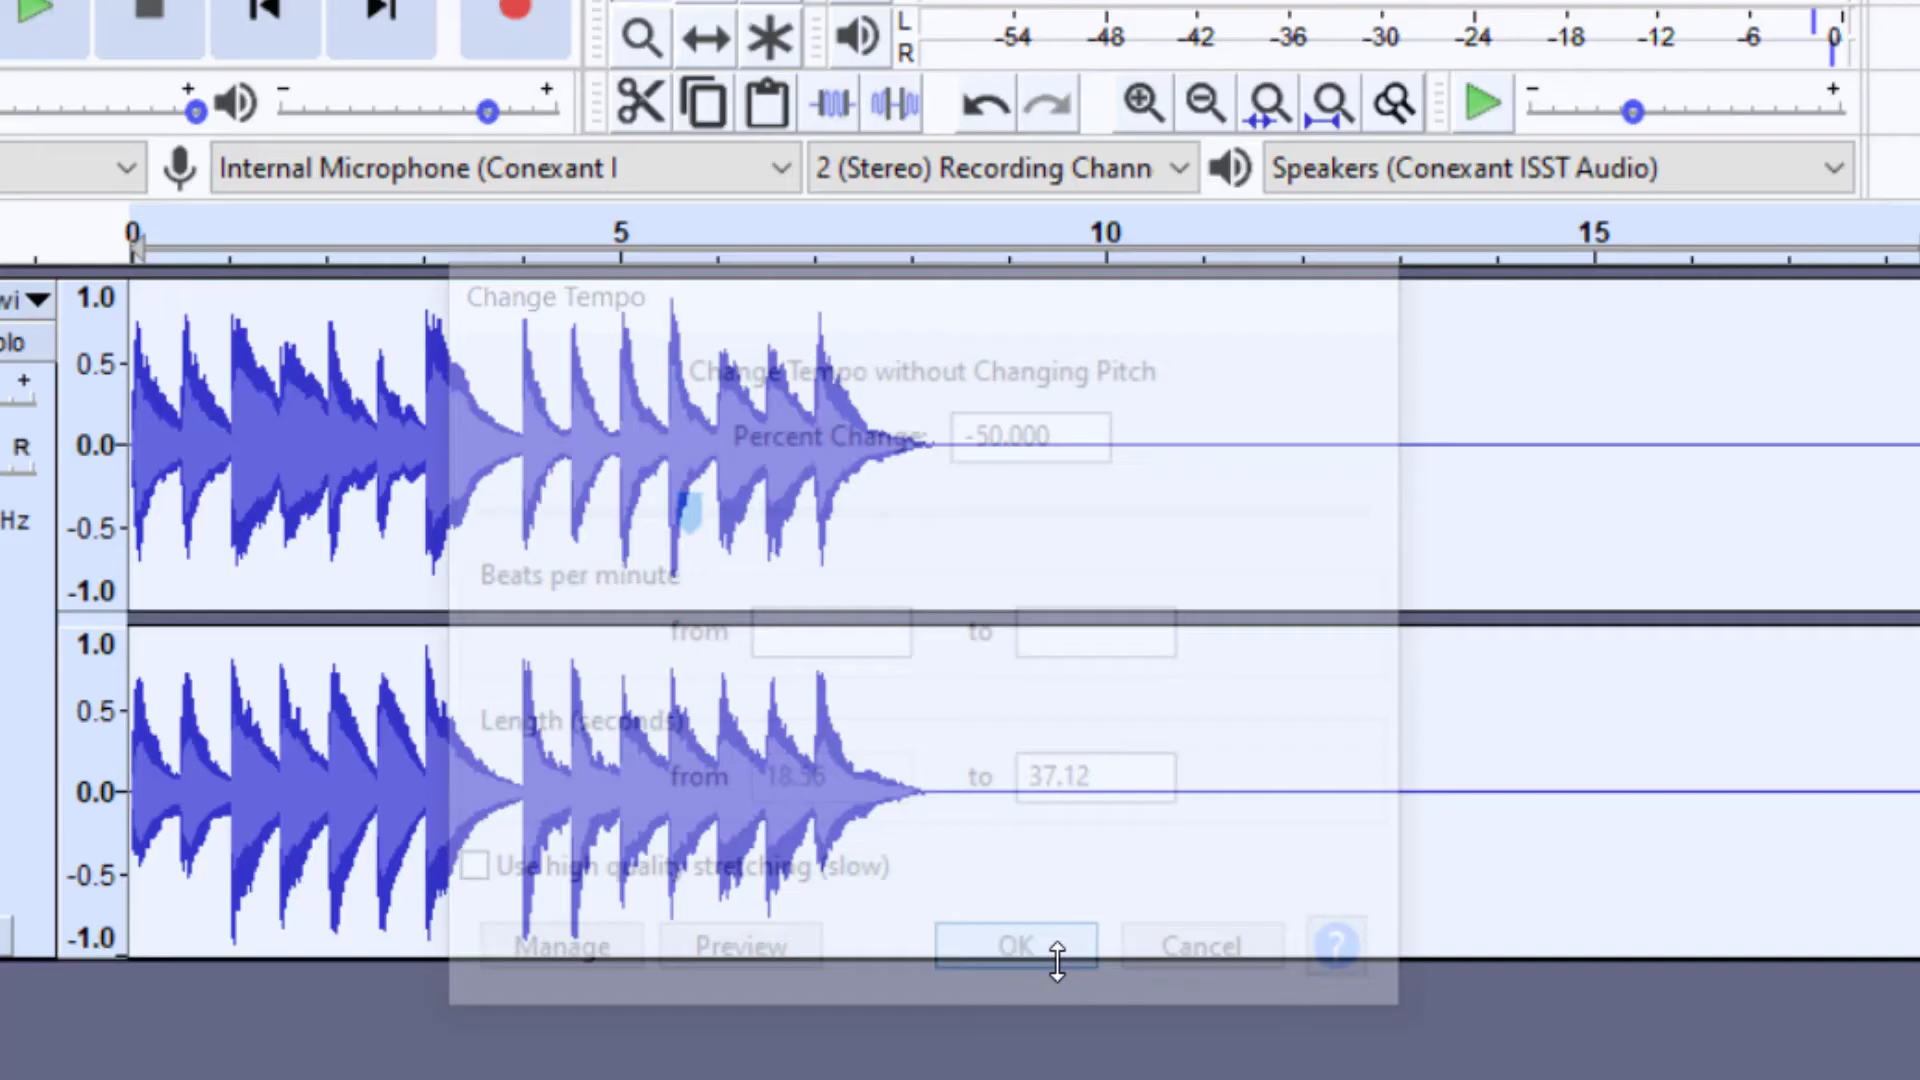 L
R
-54 -48 -42 -36 -30 -24 -18 -12 -6 0
- +
+ - +
Internal Microphone (Conexant I
2 (Stereo) Recording Chann
Speakers (Conexant ISST Audio)
0 5 10 15
1.0
0.5
0.0
-0.5
-1.0
+
R
Hz
Change Tempo
Change Tempo without Changing Pitch
Percent Change: -50.000
Beats per minute
from to
1.0
0.5
0.0
-0.5
-1.0
Length (seconds)
from 18.56 to 37.12
Use high quality stretching (slow)
Manage Preview OK Cancel ?